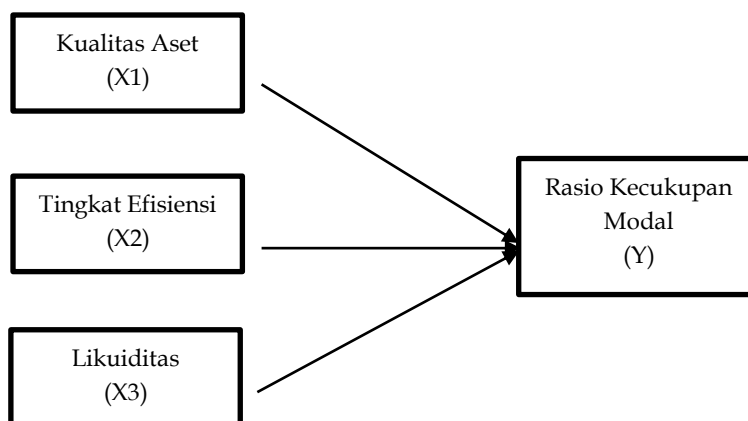 Kualitas Aset
(X1)
Tingkat Efisiensi
(X2)
Likuiditas
(X3)
Rasio Kecukupan
Modal
(Y)